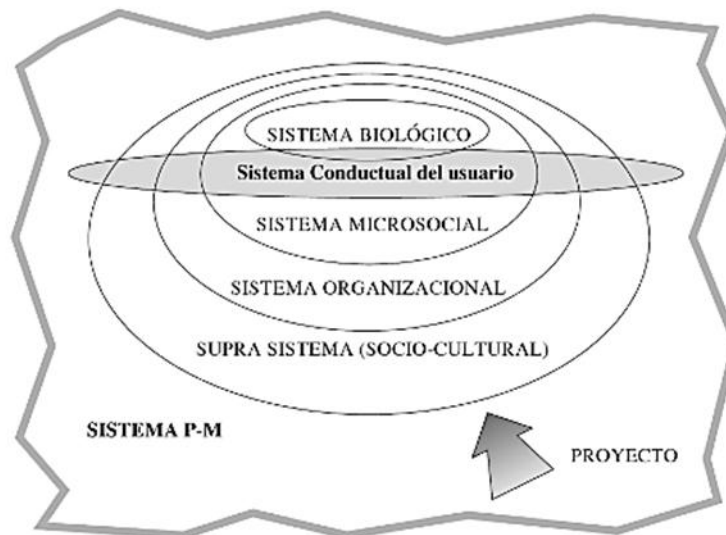 SISTEMA BIOLÓGICO
Sistema Conductual del usuario
SISTEMA MICROSOCIAL
SISTEMA ORGANIZACIONAL
SUPRA SISTEMA (SOCIO-CULTURAL)
SISTEMA P-M
PROYECTO